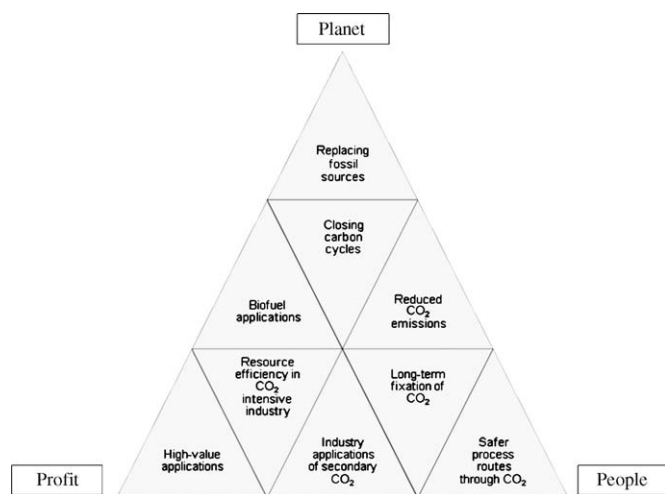 Planet
Replacing
fossil
sources
Closing
carbon
cycles
Biofuel
applications
Reduced
CO₂
emissions
Resource
efficiency in
CO₂
intensive
industry
Long-term
fixation of
CO₂
High-value
applications
Industry
applications
of secondary
CO₂
Safer
process
routes
through CO₂
Profit
People